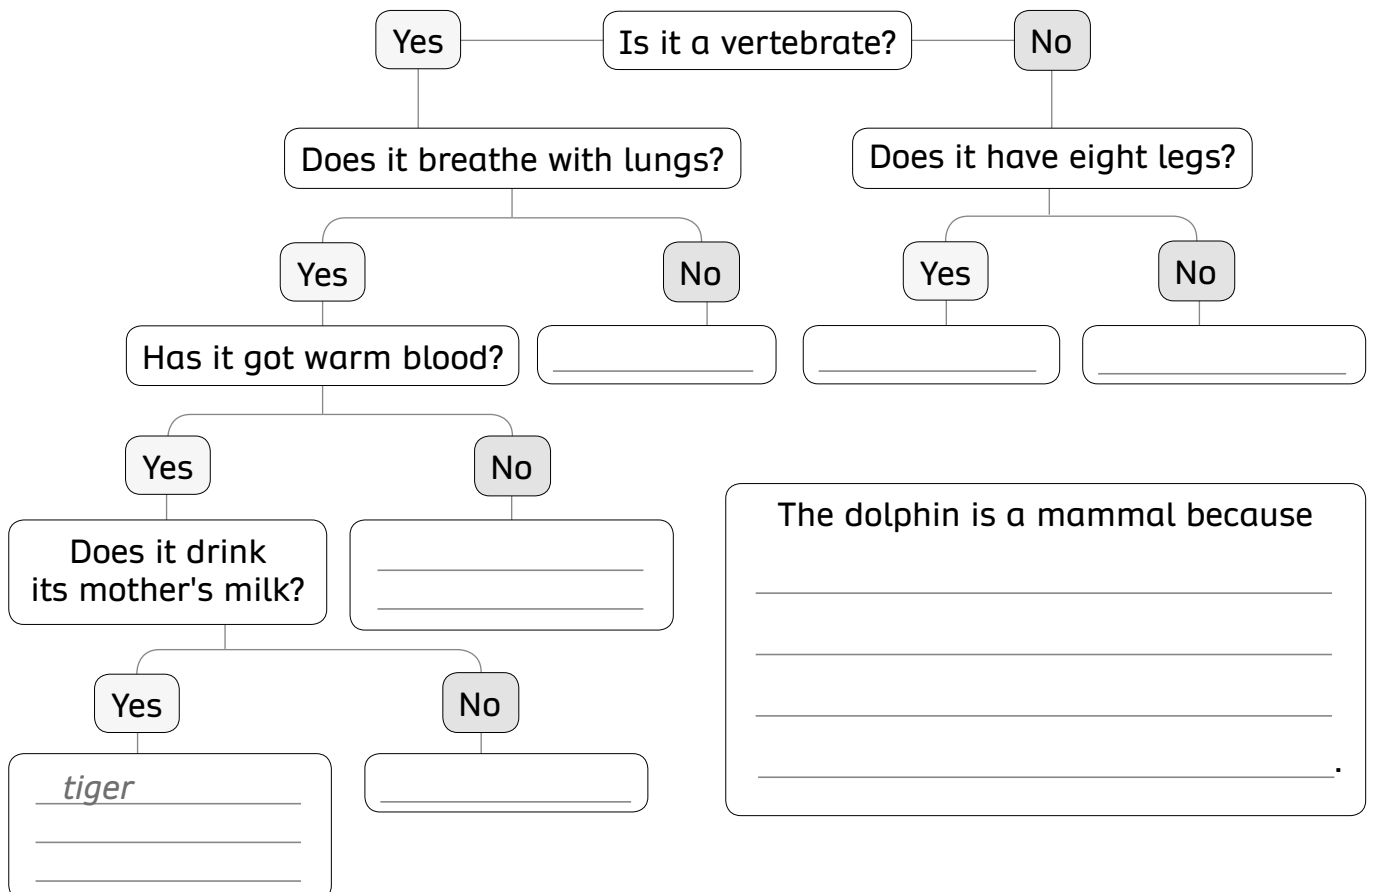 Yes
Is it a vertebrate?
No
Does it breathe with lungs?
Does it have eight legs?
Yes
No
Yes
No
Has it got warm blood?
Yes
No
Does it drink
its mother's milk?
The dolphin is a mammal because
.
Yes
No
tiger